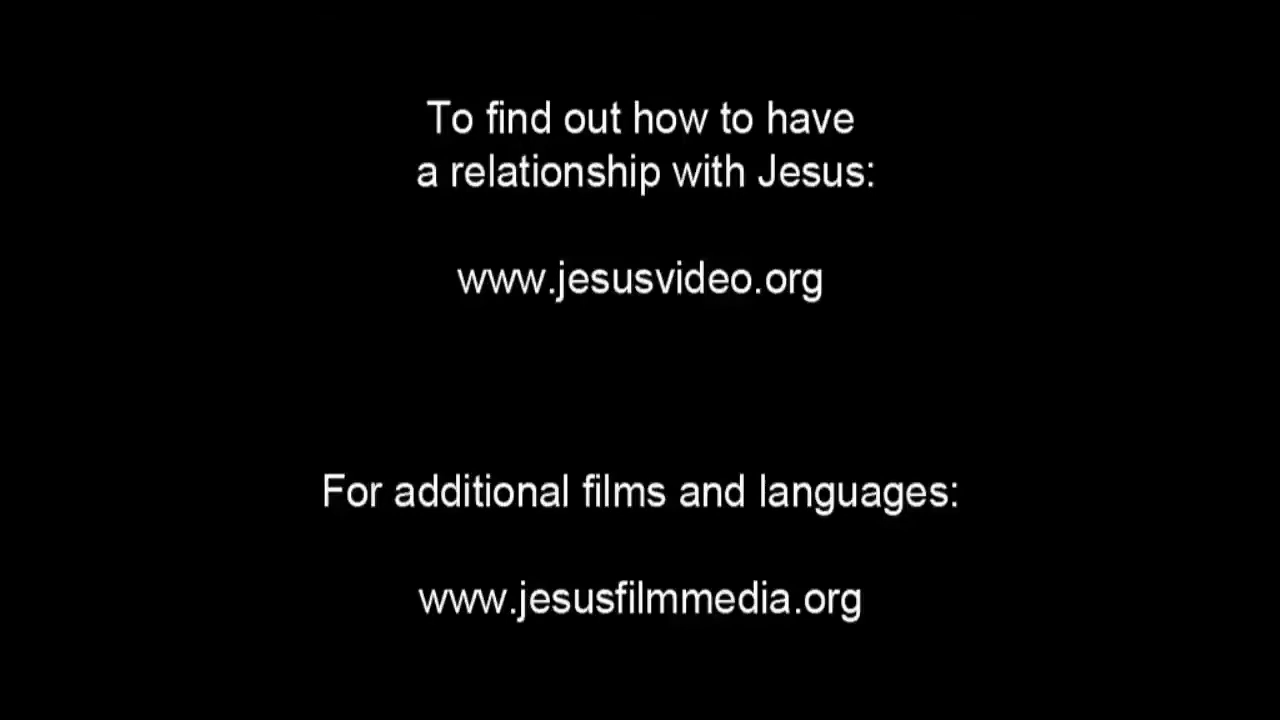 To find out how to have
a relationship with Jesus:
www.jesusvideo.org
For additional films and languages:
www.jesusfilmmedia.org